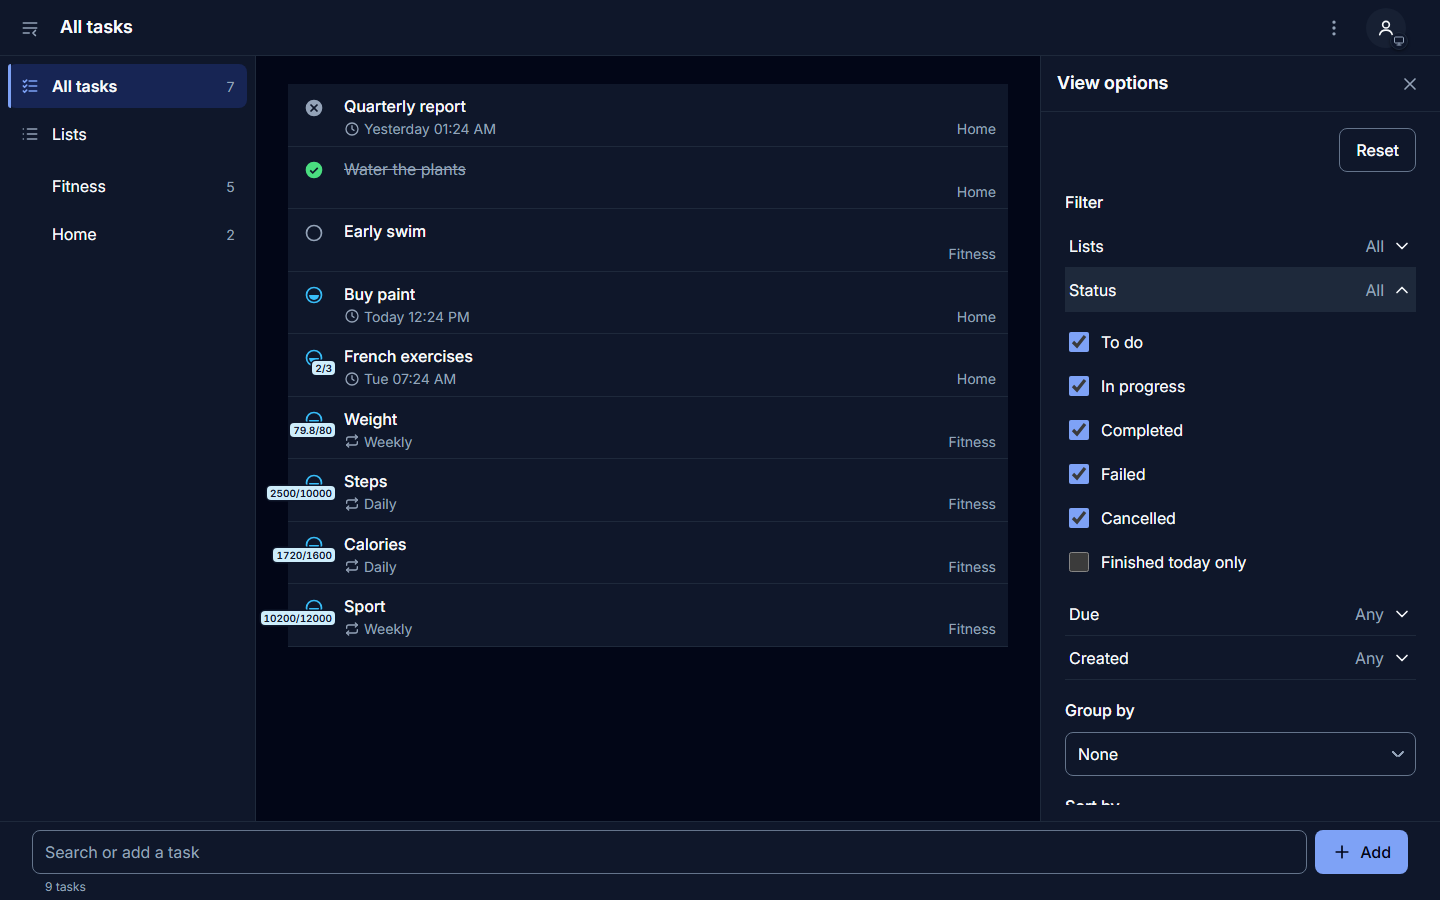 All tasks
All tasks 7
Lists
Fitness 5
Home 2
Quarterly report
Yesterday 01:24 AM Home
Water the plants
Home
Early swim
Fitness
Buy paint
Today 12:24 PM Home
French exercises
2/3
Tue 07:24 AM Home
Weight
79.8/80
Weekly Fitness
Steps
2500/10000
Daily Fitness
Calories
1720/1600
Daily Fitness
Sport
10200/12000
Weekly Fitness
View options
Reset
Filter
Lists All
Status All
To do
In progress
Completed
Failed
Cancelled
Finished today only
Due Any
Created Any
Group by
None
Sort by
Search or add a task
Add
9 tasks